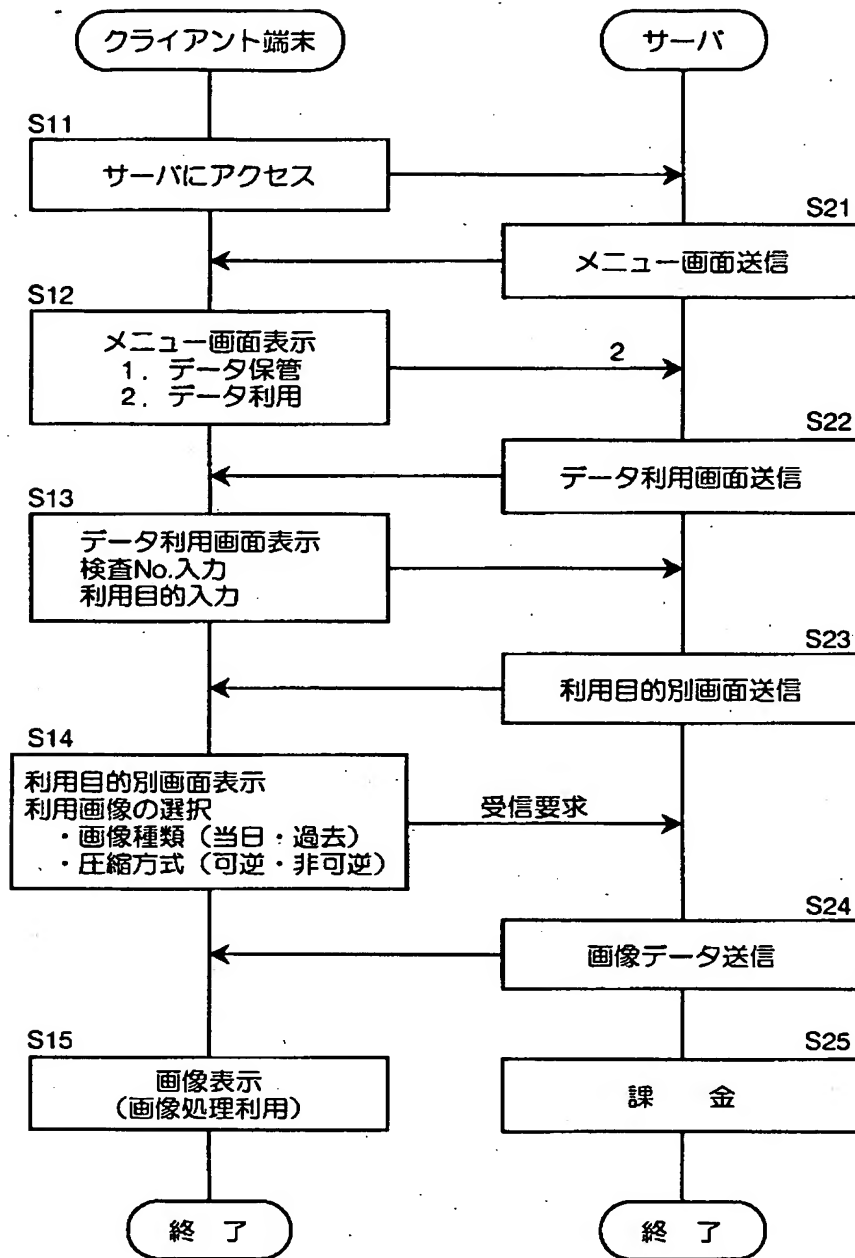 クライアント端末
サーバ
S11
サーバにアクセス
S21
メニュー画面送信
S12
メニュー画面表示
1. データ保管
2. データ利用
2
S22
データ利用画面送信
S13
データ利用画面表示
検査No.入力
利用目的入力
S23
利用目的別画面送信
S14
利用目的別画面表示
利用画像の選択
・画像種類（当日・過去）
・圧縮方式（可逆・非可逆）
受信要求
S24
画像データ送信
S15
画像表示
（画像処理利用）
S25
課 金
終 了
終 了